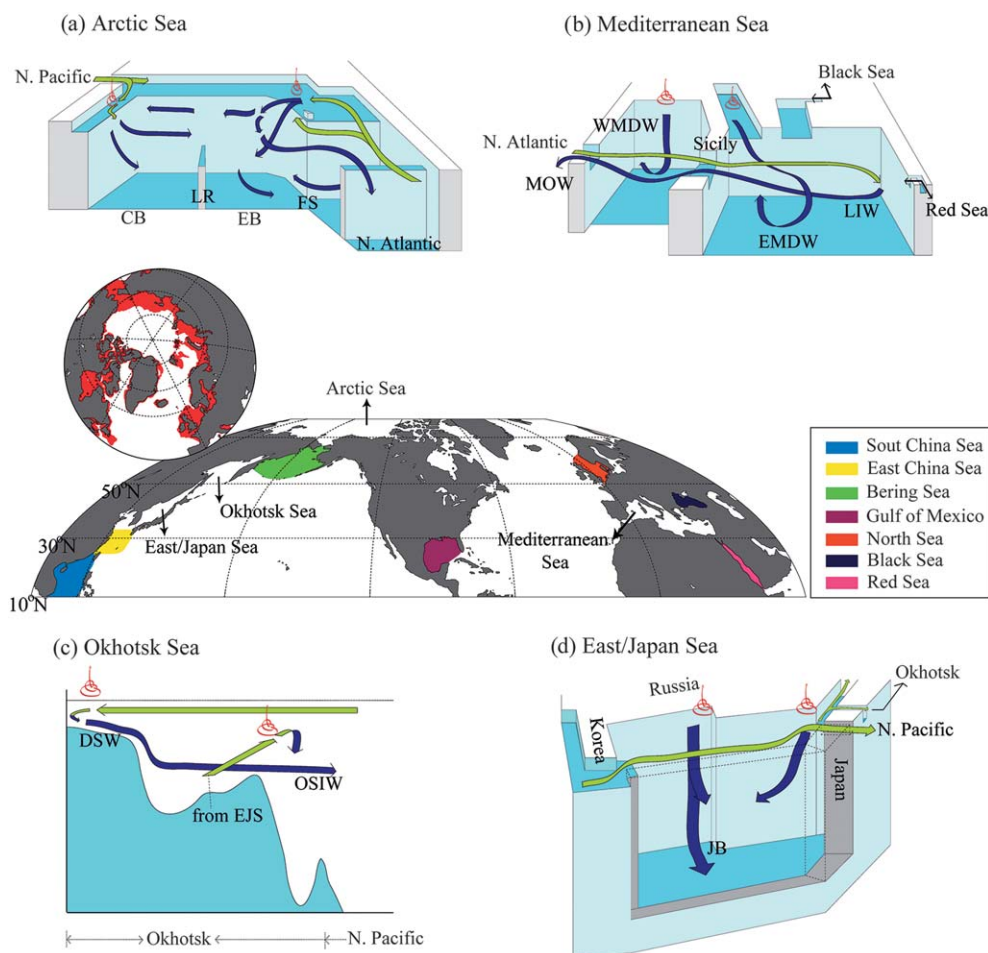 (a) Arctic Sea
N. Pacific
CB
LR
EB
FS
N. Atlantic
(b) Mediterranean Sea
Black Sea
WMDW
Sicily
N. Atlantic
MOW
LIW
Red Sea
EMDW
Arctic Sea
50°N
Okhotsk Sea
30°N
East/Japan Sea
Mediterranean
Sea
10°N
Sout China Sea
East China Sea
Bering Sea
Gulf of Mexico
North Sea
Black Sea
Red Sea
(c) Okhotsk Sea
DSW
OSIW
from EJS
Okhotsk
N. Pacific
(d) East/Japan Sea
Okhotsk
Russia
N. Pacific
Korea
Japan
JB